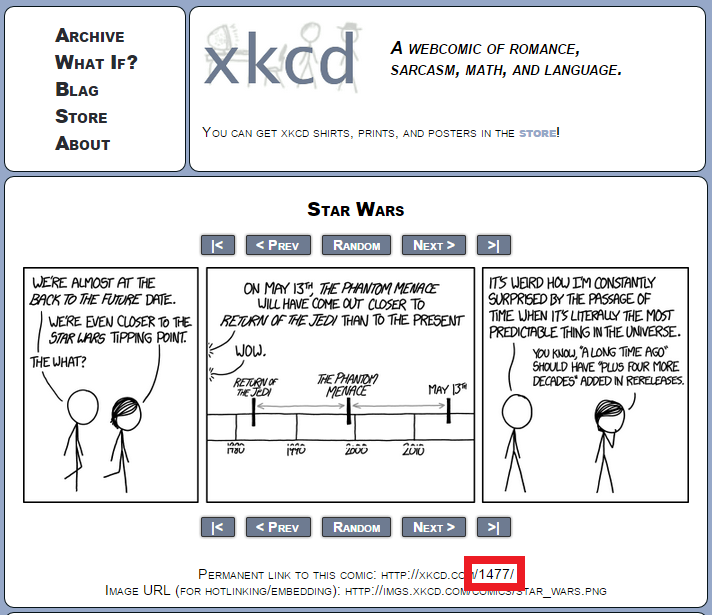 Archive
What If?
Blag
Store
About
xkcd
A webcomic of romance,
sarcasm, math, and language.
You can get xkcd shirts, prints, and posters in the store!
Star Wars
|< < Prev Random Next > >|
WE'RE ALMOST AT THE
BACK TO THE FUTURE DATE.
WE'RE EVEN CLOSER TO THE
STAR WARS TIPPING POINT.
THE WHAT?
ON MAY 13TH, THE PHANTOM MENACE
WILL HAVE COME OUT CLOSER TO
RETURN OF THE JEDI THAN TO THE PRESENT
WOW.
RETURN OF
THE JEDI
THE PHANTOM
MENACE
MAY 13TH
1980 1990 2000 2010
IT'S WEIRD HOW I'M CONSTANTLY
SURPRISED BY THE PASSAGE OF
TIME WHEN IT'S LITERALLY THE MOST
PREDICTABLE THING IN THE UNIVERSE.
YOU KNOW, "A LONG TIME AGO"
SHOULD HAVE "PLUS FOUR MORE
DECADES" ADDED IN RERELEASES.
|< < Prev Random Next > >|
Permanent link to this comic: http://xkcd.com/1477/
Image URL (for hotlinking/embedding): http://imgs.xkcd.com/comics/star_wars.png